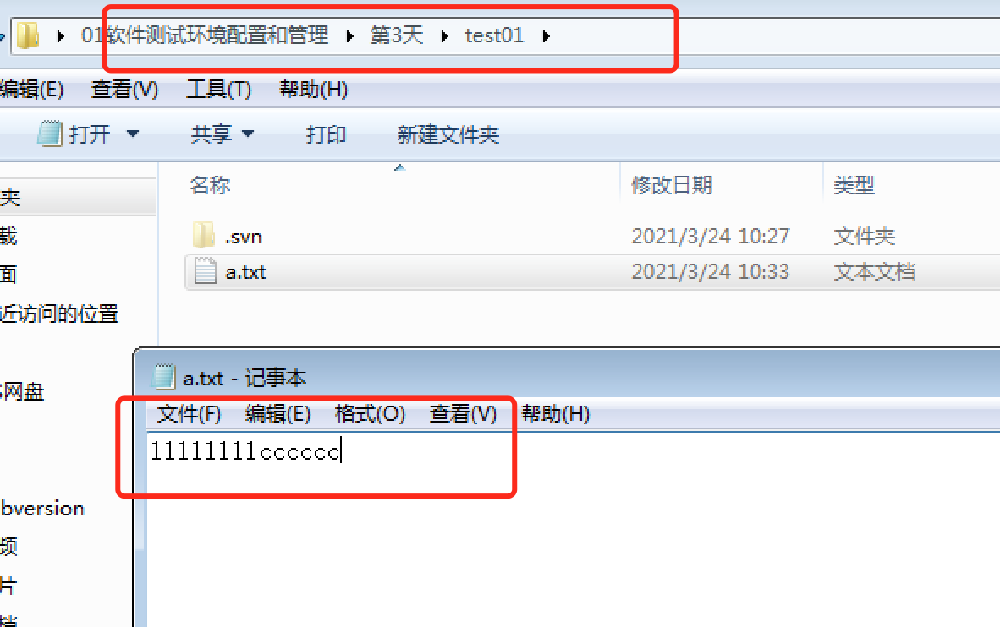 01软件测试环境配置和管理 第3天 test01
编辑(E) 查看(V) 工具(T) 帮助(H)
打开 共享 打印 新建文件夹
名称 修改日期 类型
夹
载
.svn 2021/3/24 10:27 文件夹
面
a.txt 2021/3/24 10:33 文本文档
近访问的位置
a.txt - 记事本
网盘
文件(F) 编辑(E) 格式(O) 查看(V) 帮助(H)
11111111cccccc
bversion
频
片
档